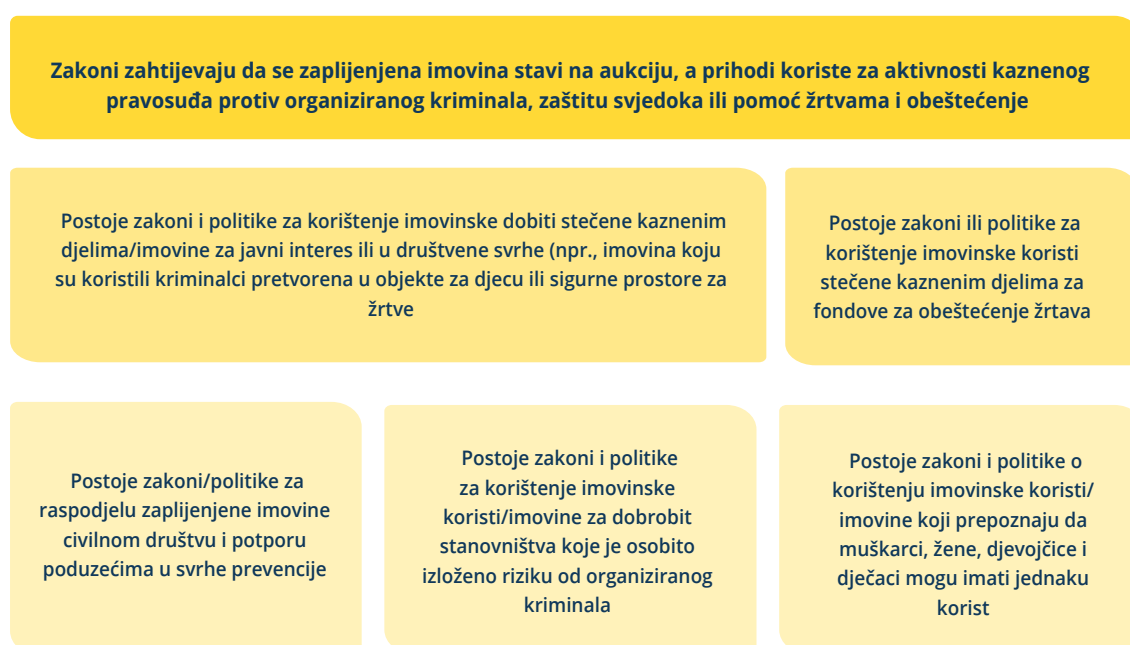 Zakoni zahtijevaju da se zaplijenjena imovina stavi na aukciju, a prihodi koriste za aktivnosti kaznenog
pravosuđa protiv organiziranog kriminala, zaštitu svjedoka ili pomoć žrtvama i obeštećenje
Postoje zakoni i politike za korištenje imovinske dobiti stečene kaznenim
djelima/imovine za javni interes ili u društvene svrhe (npr., imovina koju
su koristili kriminalci pretvorena u objekte za djecu ili sigurne prostore za
žrtve
Postoje zakoni ili politike za
korištenje imovinske koristi
stečene kaznenim djelima za
fondove za obeštećenje žrtava
Postoje zakoni/politike za
raspodjelu zaplijenjene imovine
civilnom društvu i potporu
poduzećima u svrhe prevencije
Postoje zakoni i politike
za korištenje imovinske
koristi/imovine za dobrobit
stanovništva koje je osobito
izloženo riziku od organiziranog
kriminala
Postoje zakoni i politike o
korištenju imovinske koristi/
imovine koji prepoznaju da
muškarci, žene, djevojčice i
dječaci mogu imati jednaku
korist